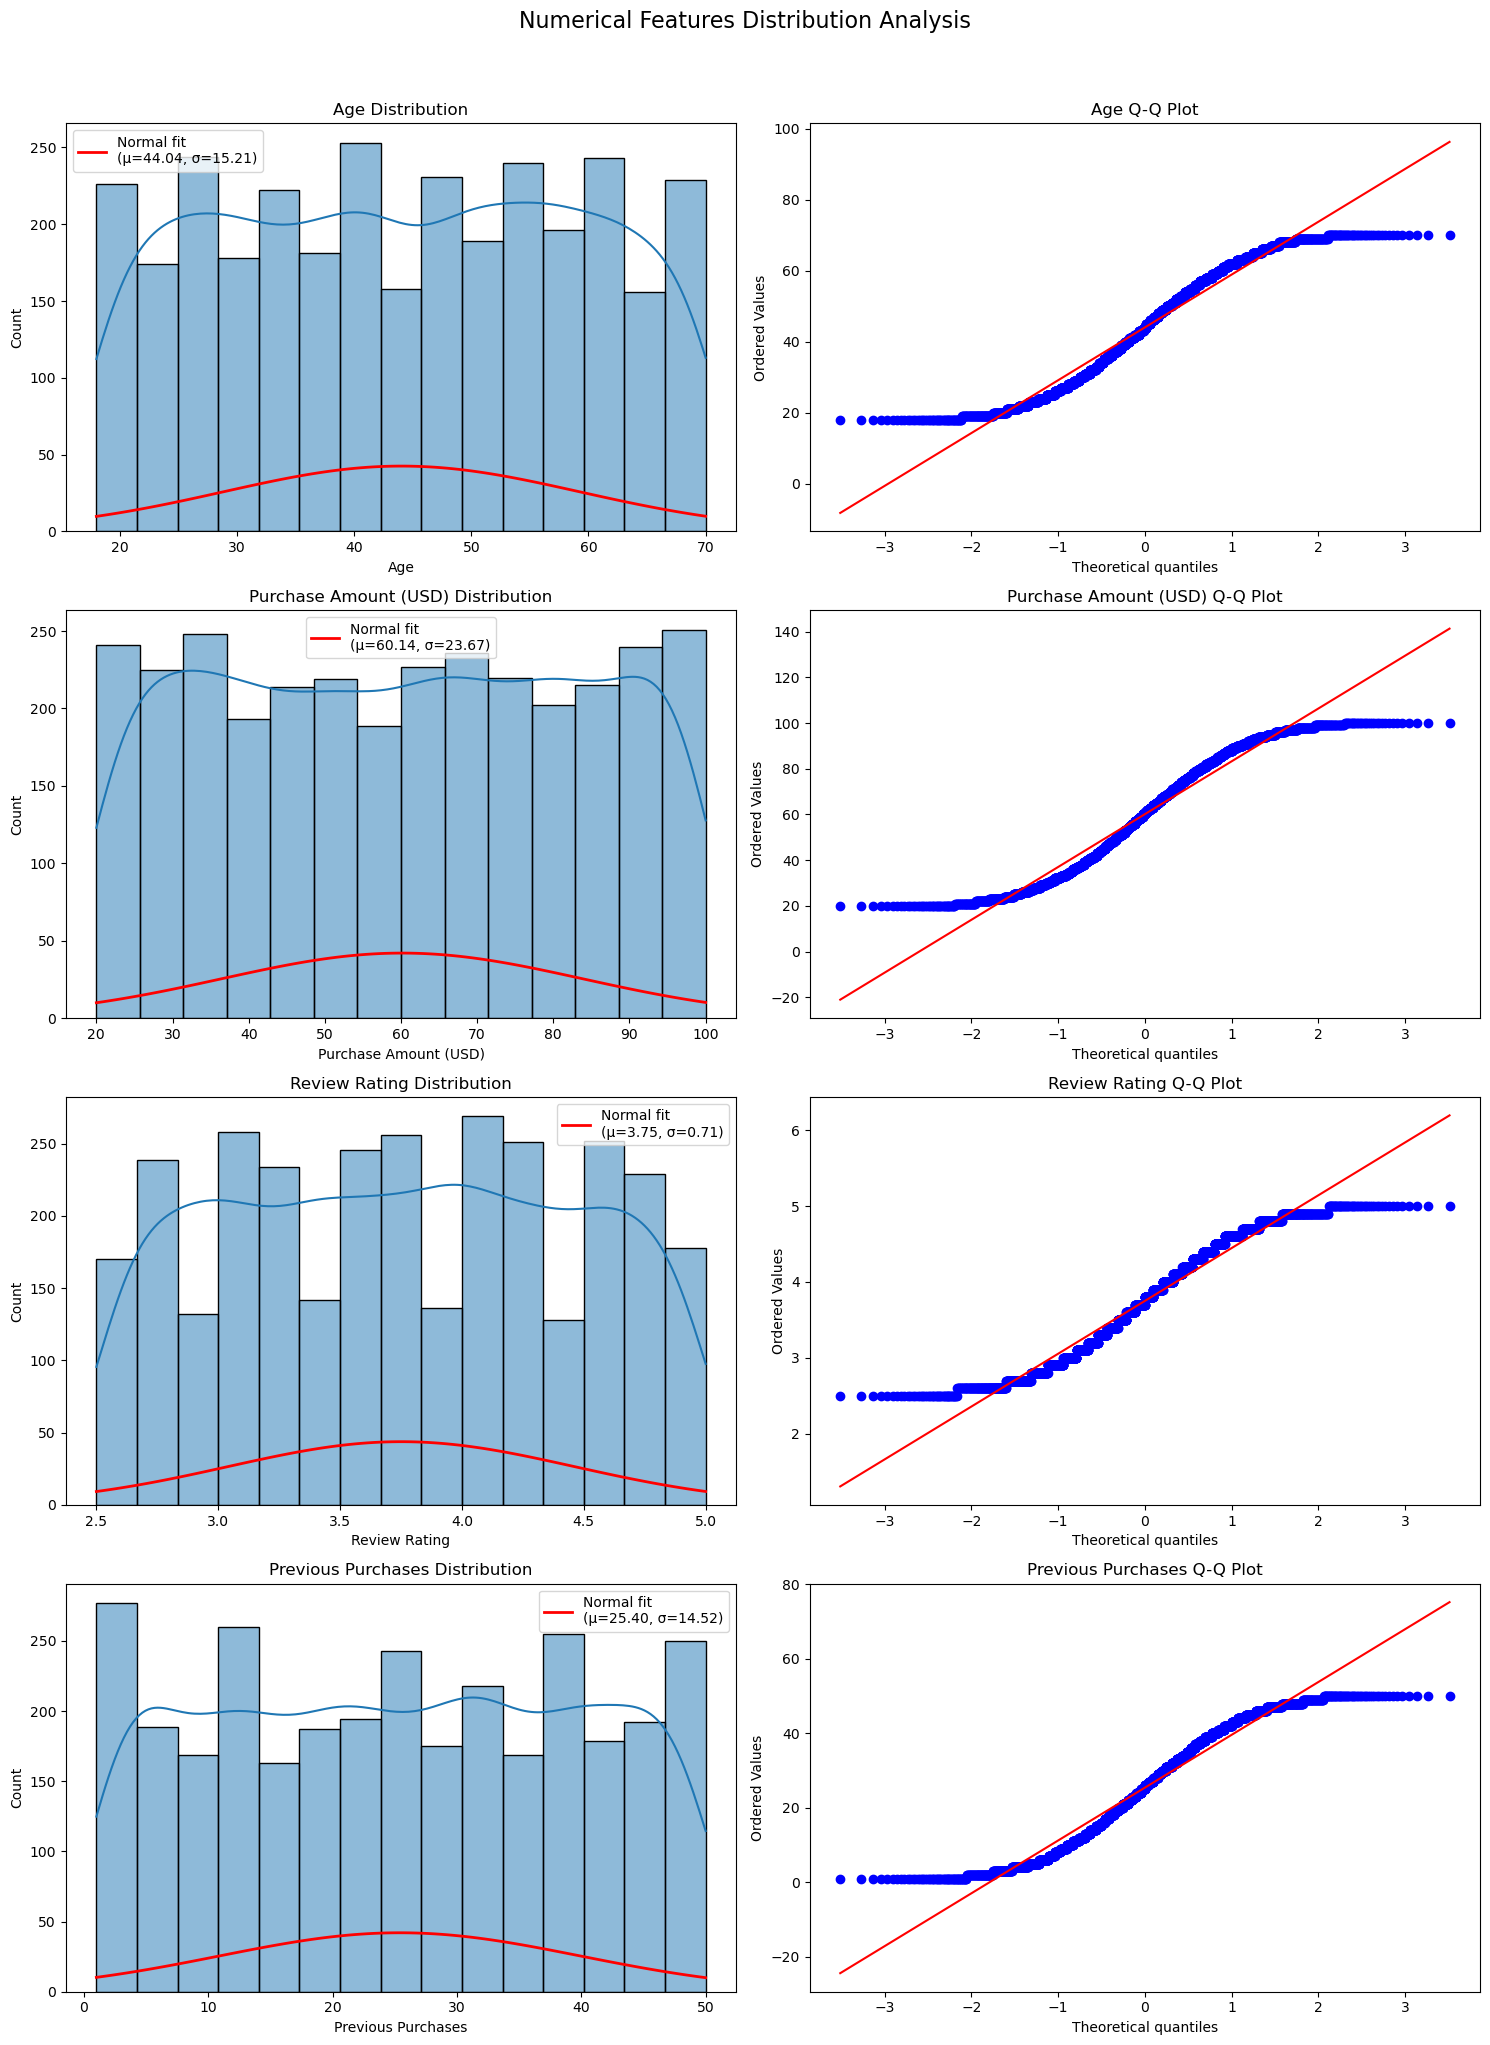 Numerical Features Distribution Analysis
Age Distribution
Normal fit
(μ=44.04, σ=15.21)
250
200
150
100
50
0
Count
20 30 40 50 60 70
Age
Age Q-Q Plot
100
80
60
40
20
0
Ordered Values
−3 −2 −1 0 1 2 3
Theoretical quantiles
Purchase Amount (USD) Distribution
Normal fit
(μ=60.14, σ=23.67)
250
200
150
100
50
0
Count
20 30 40 50 60 70 80 90 100
Purchase Amount (USD)
Purchase Amount (USD) Q-Q Plot
140
120
100
80
60
40
20
0
−20
Ordered Values
−3 −2 −1 0 1 2 3
Theoretical quantiles
Review Rating Distribution
Normal fit
(μ=3.75, σ=0.71)
250
200
150
100
50
0
Count
2.5 3.0 3.5 4.0 4.5 5.0
Review Rating
Review Rating Q-Q Plot
6
5
4
3
2
Ordered Values
−3 −2 −1 0 1 2 3
Theoretical quantiles
Previous Purchases Distribution
Normal fit
(μ=25.40, σ=14.52)
250
200
150
100
50
0
Count
0 10 20 30 40 50
Previous Purchases
Previous Purchases Q-Q Plot
80
60
40
20
0
−20
Ordered Values
−3 −2 −1 0 1 2 3
Theoretical quantiles